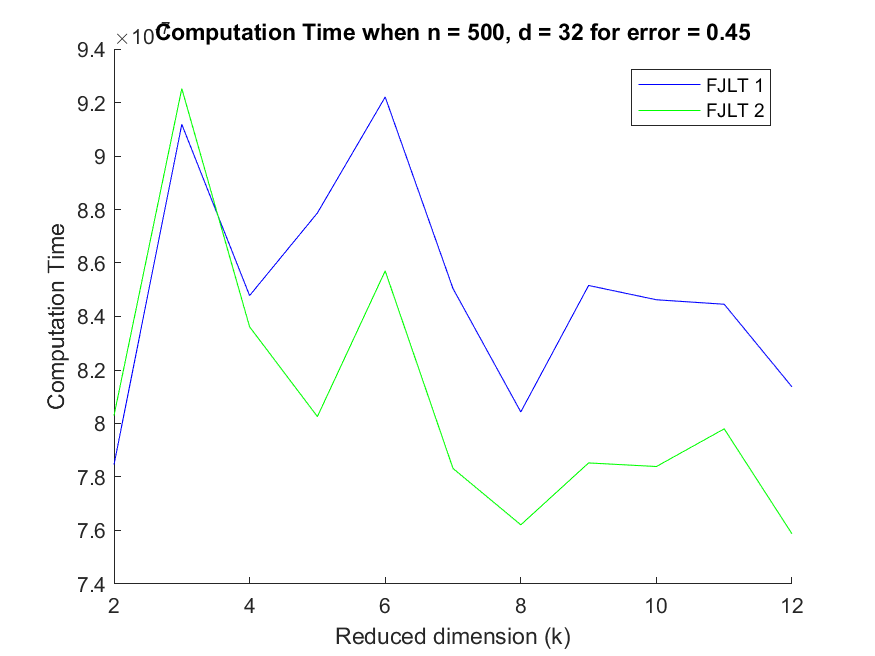 Computation Time when n = 500, d = 32 for error = 0.45
×10
9.4
9.2
9
8.8
8.6
8.4
8.2
8
7.8
7.6
7.4
Computation Time
FJLT 1
FJLT 2
2 4 6 8 10 12
Reduced dimension (k)